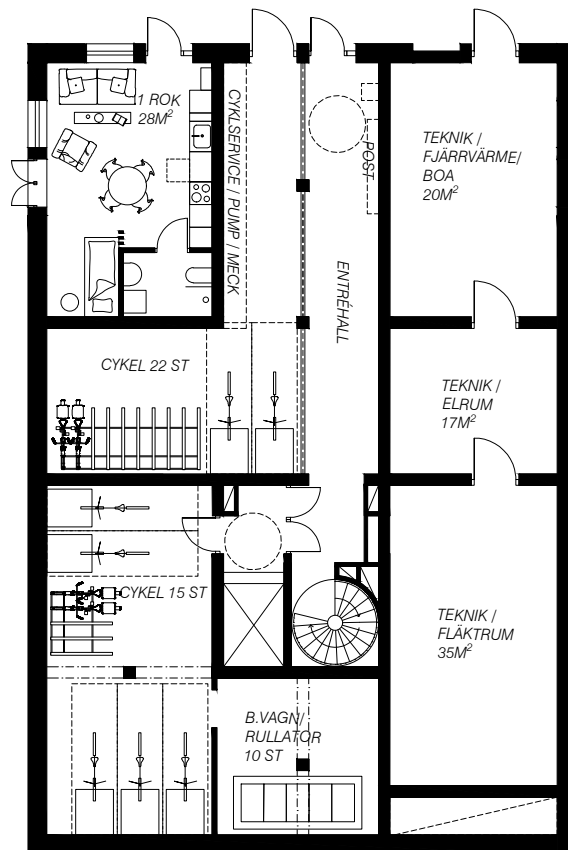 1 ROK
28M²
CYKLSERVICE / PUMP / MECK
POST
ENTRÉHALL
TEKNIK /
FJÄRRVÄRME/
BOA
20M²
CYKEL 22 ST
TEKNIK /
ELRUM
17M²
CYKEL 15 ST
TEKNIK /
FLÄKTRUM
35M²
B.VAGN/
RULLATOR
10 ST